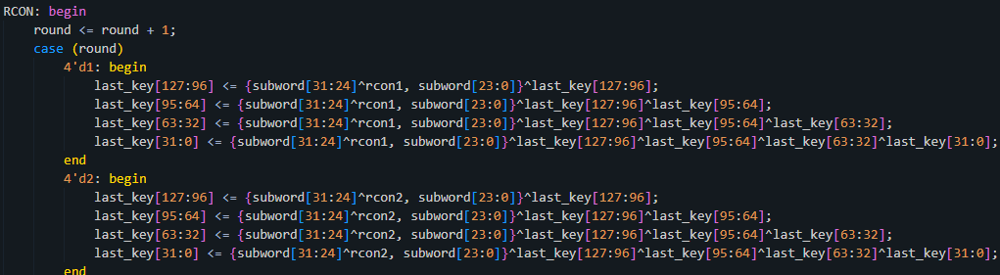 RCON: begin
    round <= round + 1;
    case (round)
        4'd1: begin
            last_key[127:96] <= {subword[31:24]^rcon1, subword[23:0]}^last_key[127:96];
            last_key[95:64] <= {subword[31:24]^rcon1, subword[23:0]}^last_key[127:96]^last_key[95:64];
            last_key[63:32] <= {subword[31:24]^rcon1, subword[23:0]}^last_key[127:96]^last_key[95:64]^last_key[63:32];
            last_key[31:0] <= {subword[31:24]^rcon1, subword[23:0]}^last_key[127:96]^last_key[95:64]^last_key[63:32]^last_key[31:0];
        end
        4'd2: begin
            last_key[127:96] <= {subword[31:24]^rcon2, subword[23:0]}^last_key[127:96];
            last_key[95:64] <= {subword[31:24]^rcon2, subword[23:0]}^last_key[127:96]^last_key[95:64];
            last_key[63:32] <= {subword[31:24]^rcon2, subword[23:0]}^last_key[127:96]^last_key[95:64]^last_key[63:32];
            last_key[31:0] <= {subword[31:24]^rcon2, subword[23:0]}^last_key[127:96]^last_key[95:64]^last_key[63:32]^last_key[31:0];
        end